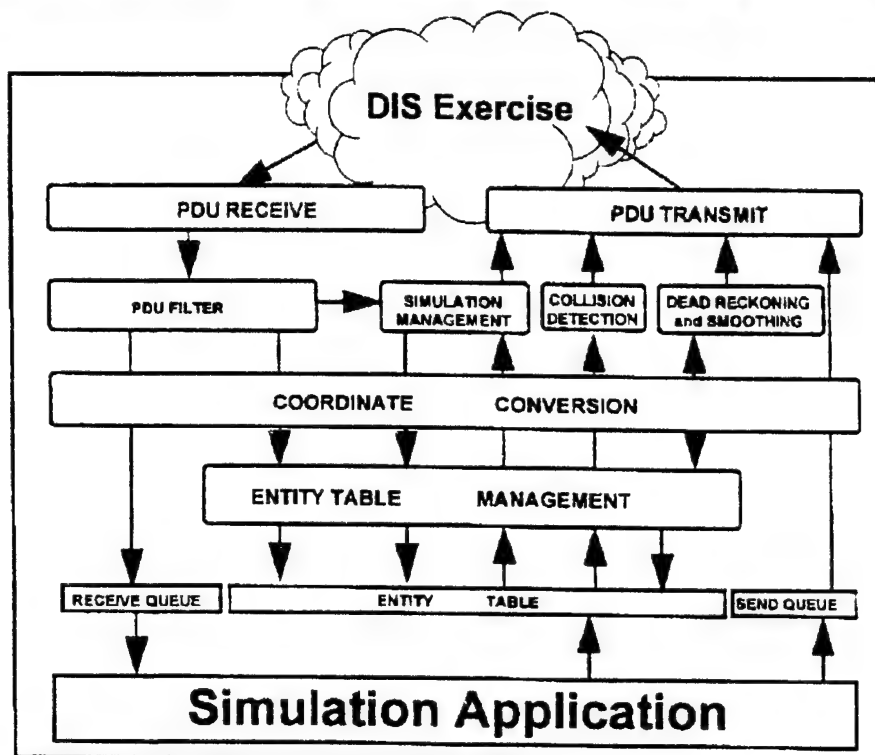 DIS Exercise
PDU RECEIVE
PDU TRANSMIT
PDU FILTER
SIMULATION
MANAGEMENT
COLLISION
DETECTION
DEAD RECKONING
and SMOOTHING
COORDINATE CONVERSION
ENTITY TABLE MANAGEMENT
RECEIVE QUEUE
ENTITY TABLE
SEND QUEUE
Simulation Application